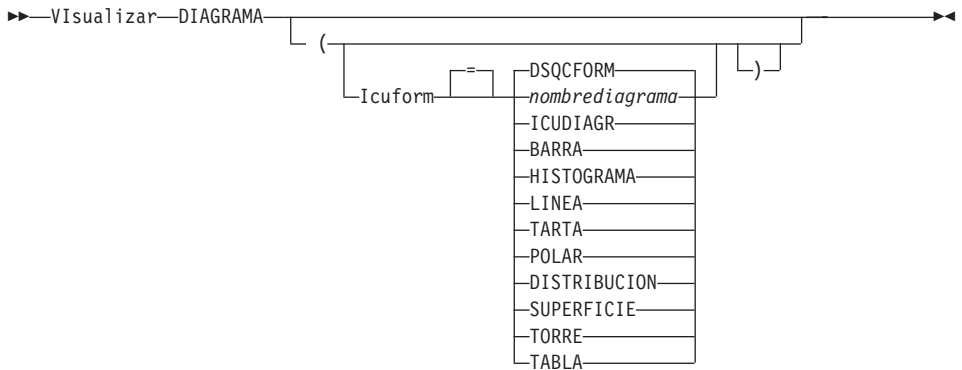 VIsualizar DIAGRAMA
(
= DSQCFORM )
Icuform nombrediagrama
ICUDIAGR
BARRA
HISTOGRAMA
LINEA
TARTA
POLAR
DISTRIBUCION
SUPERFICIE
TORRE
TABLA